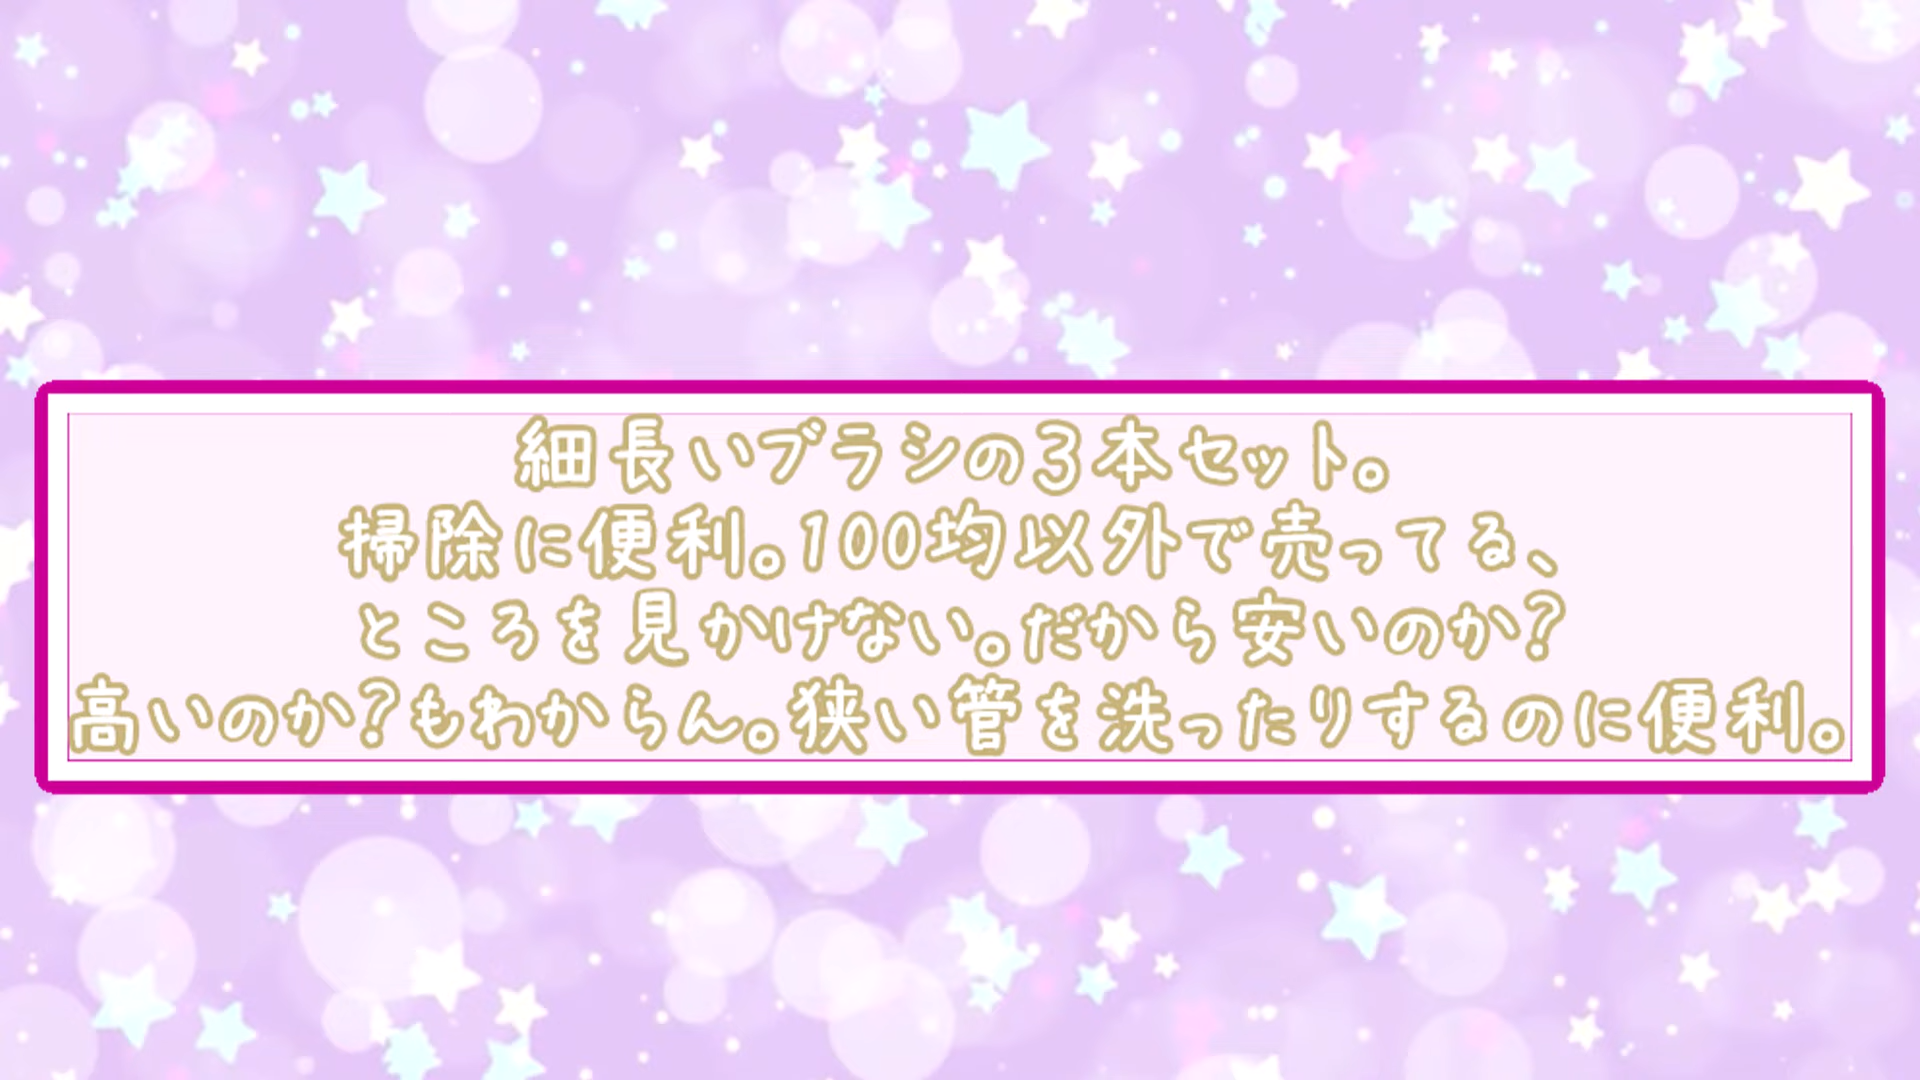 細長いブラシの3本セット。
掃除に便利。100均以外で売ってる、
ところを見かけない。だから安いのか?
高いのか?もわからん。狭い管を洗ったりするのに便利。